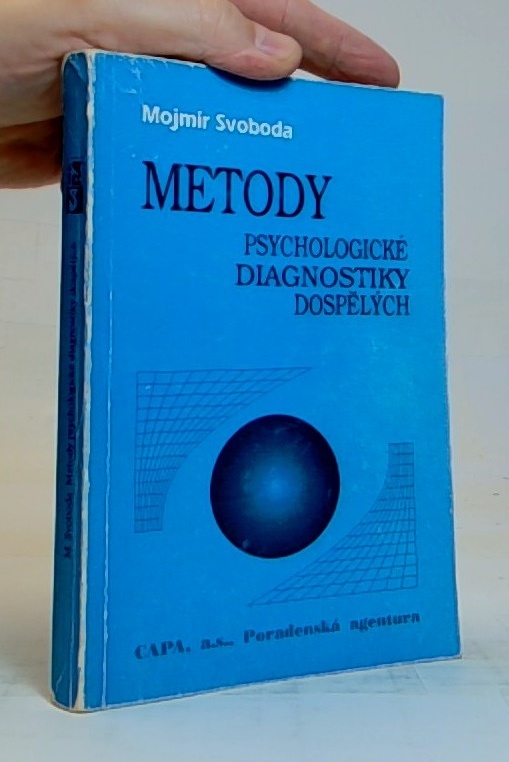 Mojmír Svoboda
METODY
PSYCHOLOGICKÉ
DIAGNOSTIKY
DOSPĚLÝCH
CAPA, a.s., Poradenská agentura
M. Svoboda Metody psychologické diagnostiky dospělých